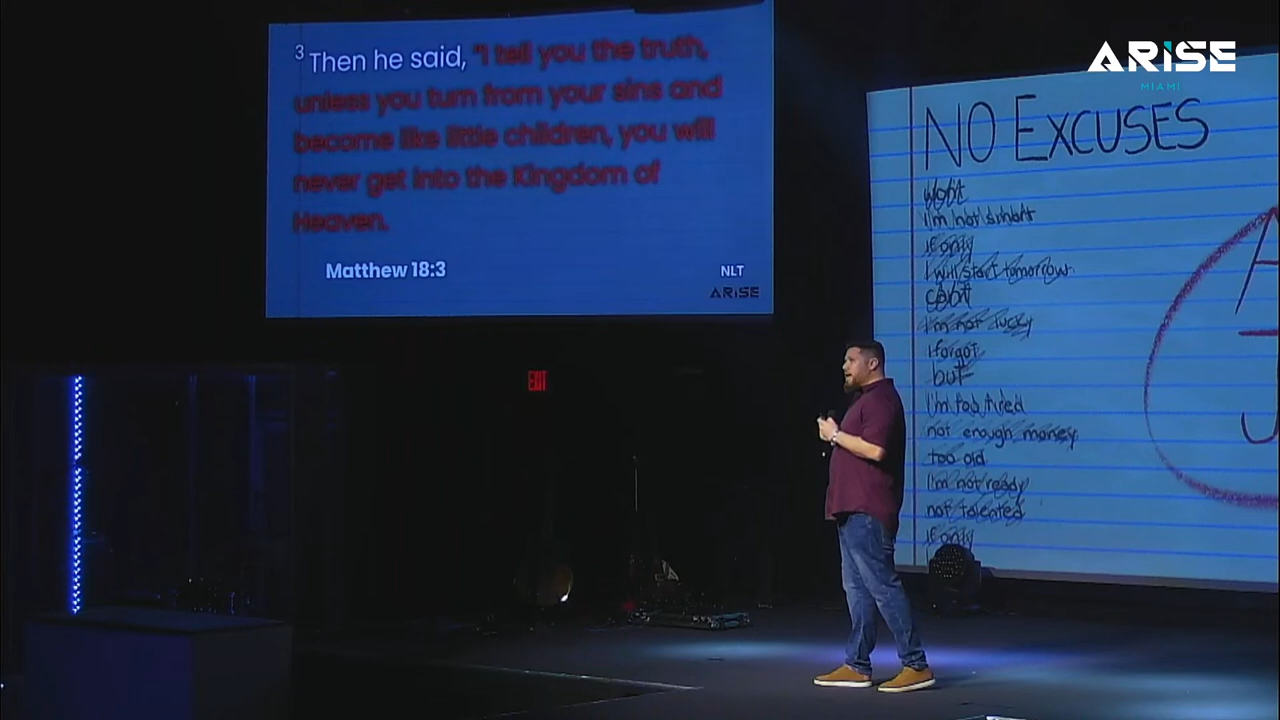 3 Then he said, "I tell you the truth,
unless you turn from your sins and
become like little children, you will
never get into the Kingdom of
Heaven.
Matthew 18:3
NLT
ARISE
ARISE
MIAMI
NO EXCUSES
won't
I'm not smart
if only
I will start tomorrow
can't
I'm not lucky
I forgot
but
I'm too tired
not enough money
too old
I'm not ready
not talented
if only
EXIT